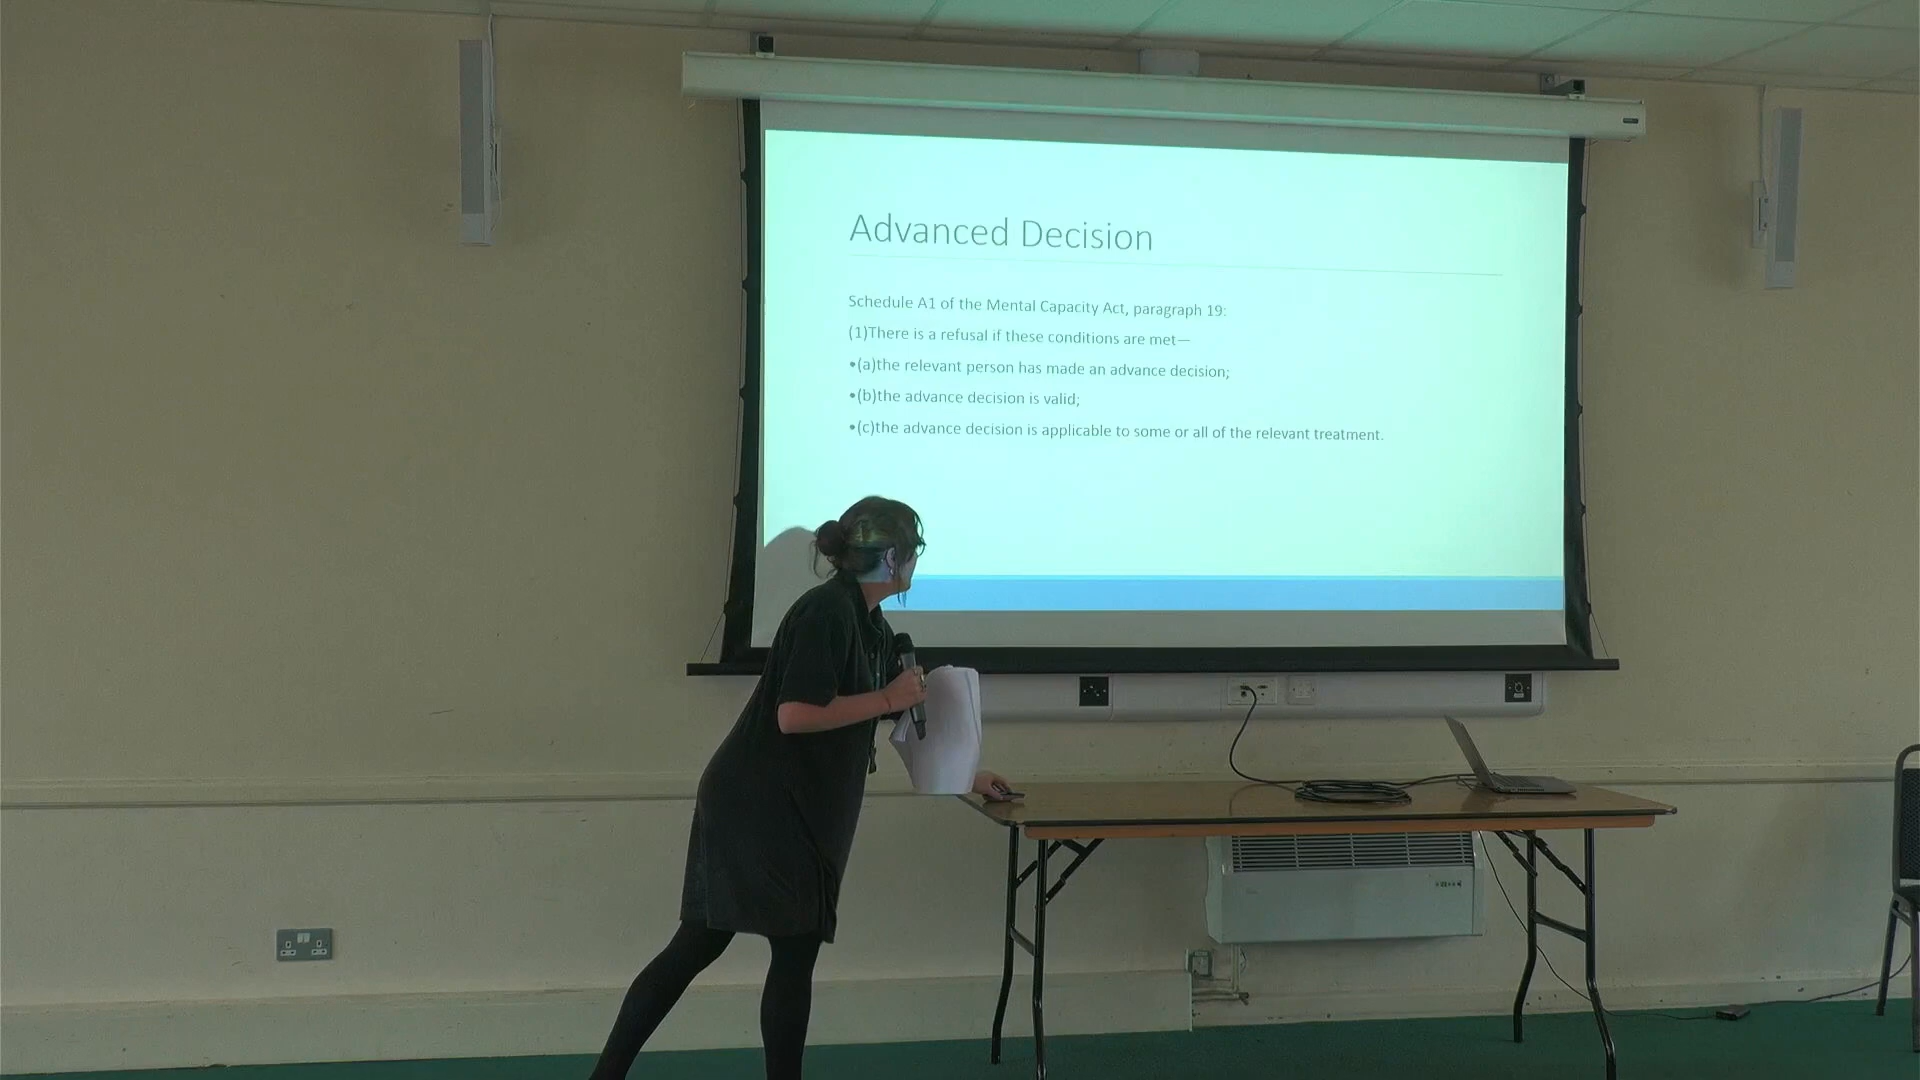 Advanced Decision
Schedule A1 of the Mental Capacity Act, paragraph 19:
(1)There is a refusal if these conditions are met—
•(a)the relevant person has made an advance decision;
•(b)the advance decision is valid;
•(c)the advance decision is applicable to some or all of the relevant treatment.